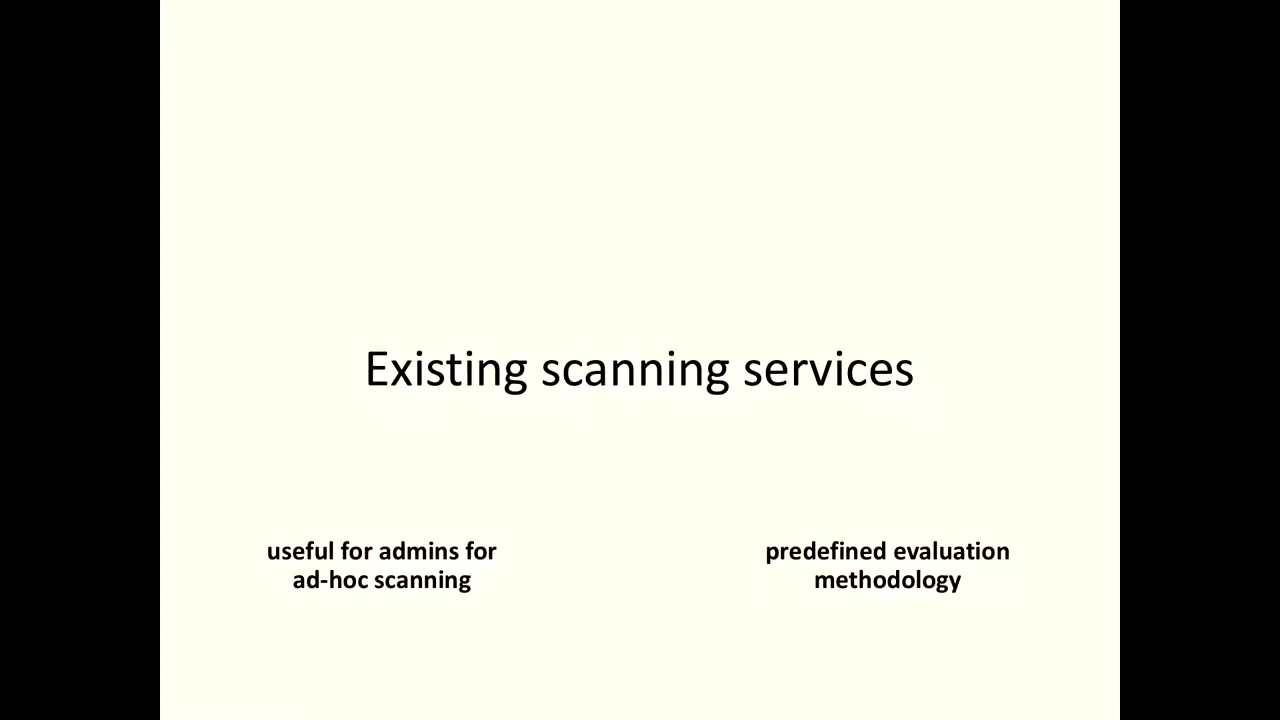 Existing scanning services
useful for admins for
ad-hoc scanning
predefined evaluation
methodology